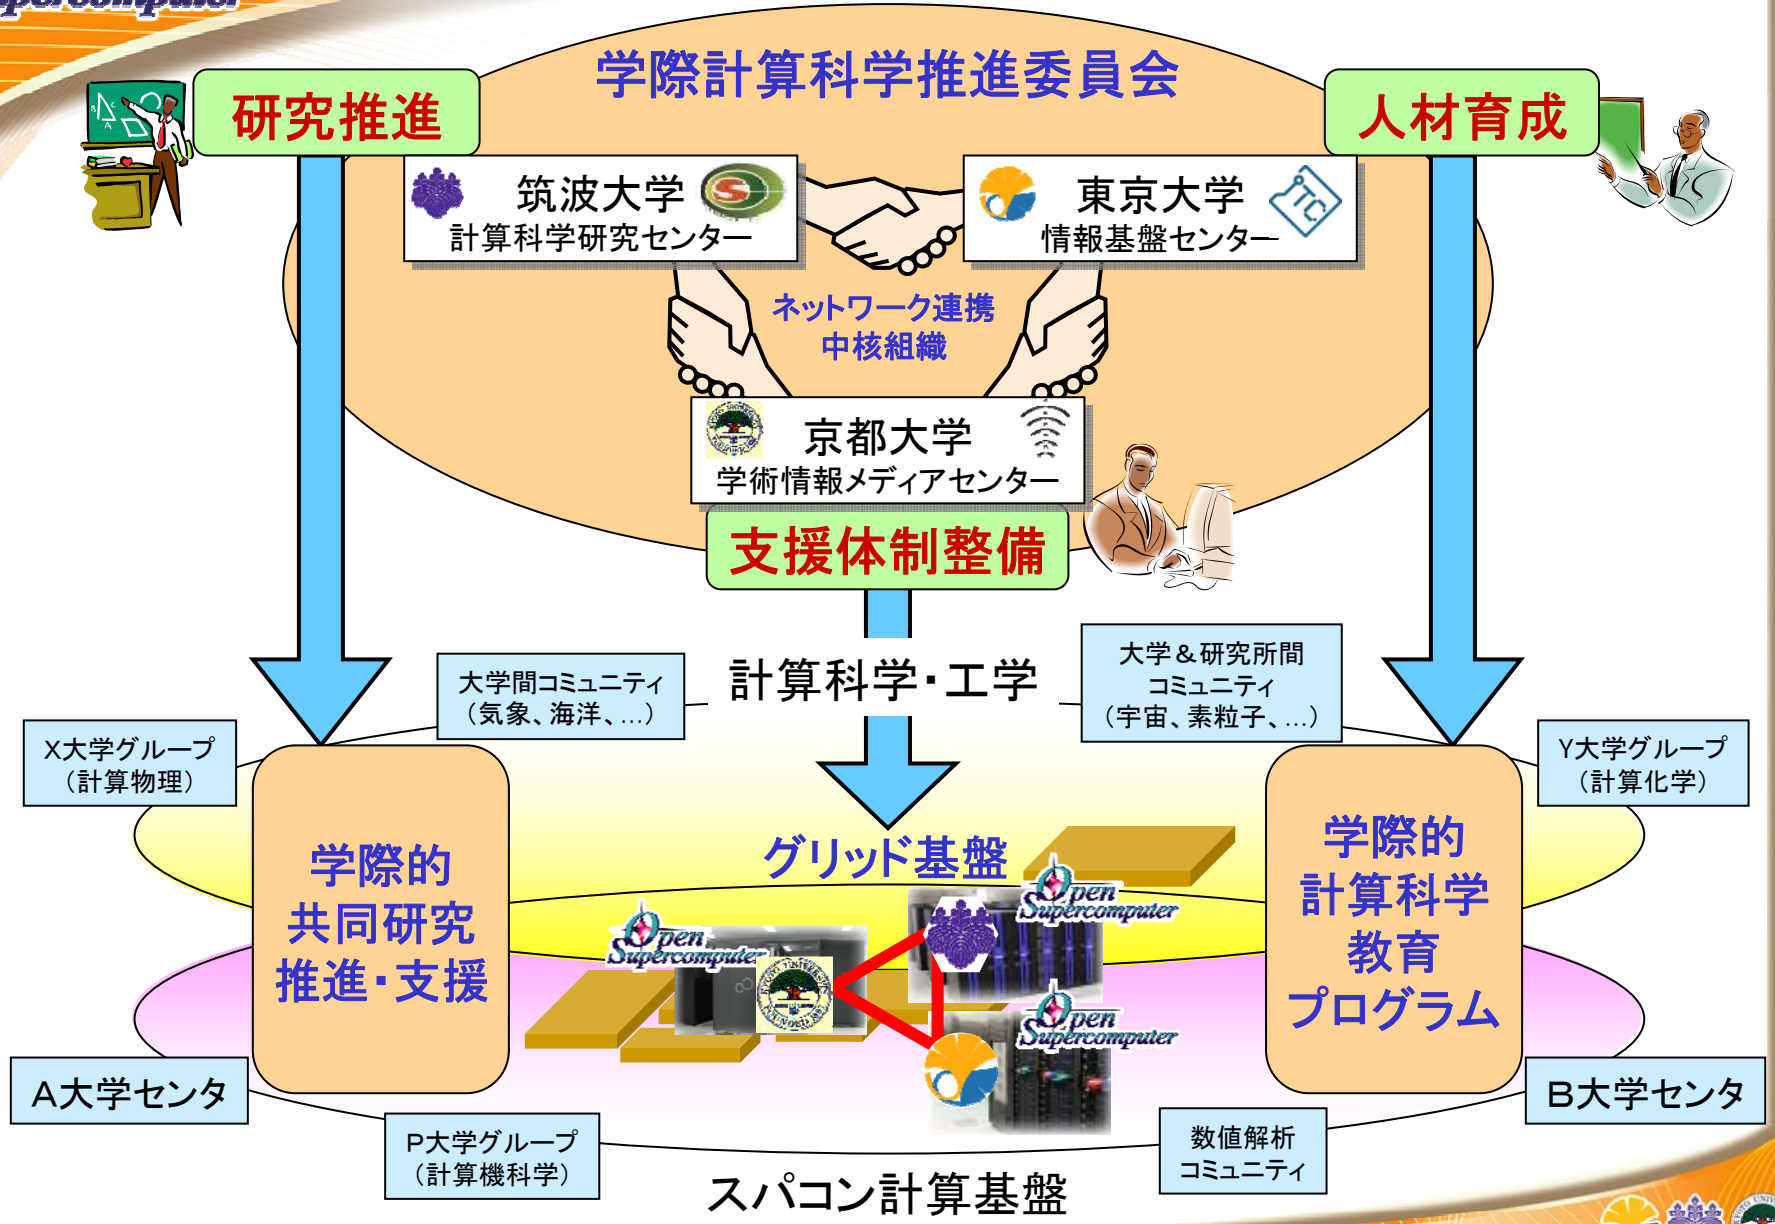 Supercomputer
学際計算科学推進委員会
研究推進
人材育成
筑波大学
計算科学研究センター
東京大学
情報基盤センター
ネットワーク連携
中核組織
京都大学
学術情報メディアセンター
支援体制整備
計算科学・工学
大学間コミュニティ
（気象、海洋、…）
大学＆研究所間
コミュニティ
（宇宙、素粒子、…）
X大学グループ
（計算物理）
Y大学グループ
（計算化学）
グリッド基盤
学際的
共同研究
推進・支援
学際的
計算科学
教育
プログラム
Open
Supercomputer
Open
Supercomputer
Open
Supercomputer
A大学センタ
B大学センタ
P大学グループ
（計算機科学）
数値解析
コミュニティ
スパコン計算基盤